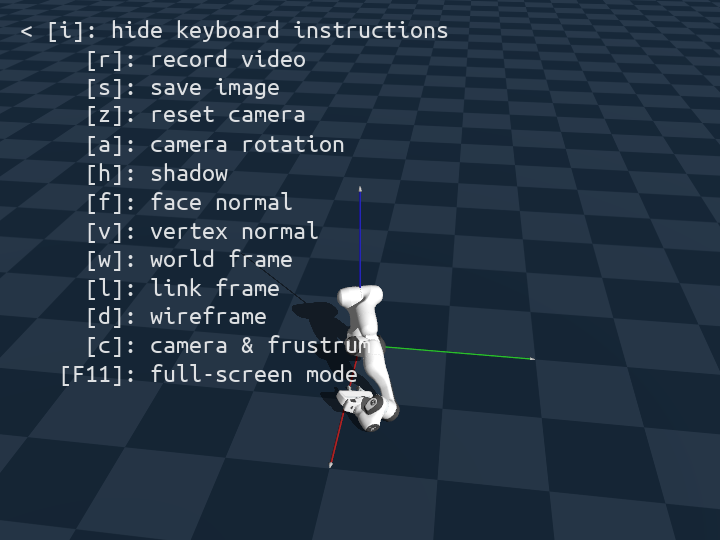 < [i]: hide keyboard instructions
[r]: record video
[s]: save image
[z]: reset camera
[a]: camera rotation
[h]: shadow
[f]: face normal
[v]: vertex normal
[w]: world frame
[l]: link frame
[d]: wireframe
[c]: camera & frustrum
[F11]: full-screen mode